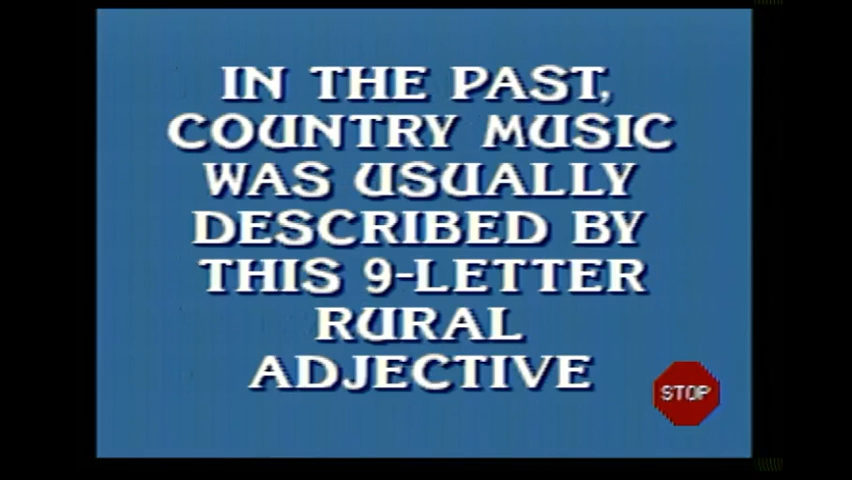 IN THE PAST,
COUNTRY MUSIC
WAS USUALLY
DESCRIBED BY
THIS 9-LETTER
RURAL
ADJECTIVE
STOP